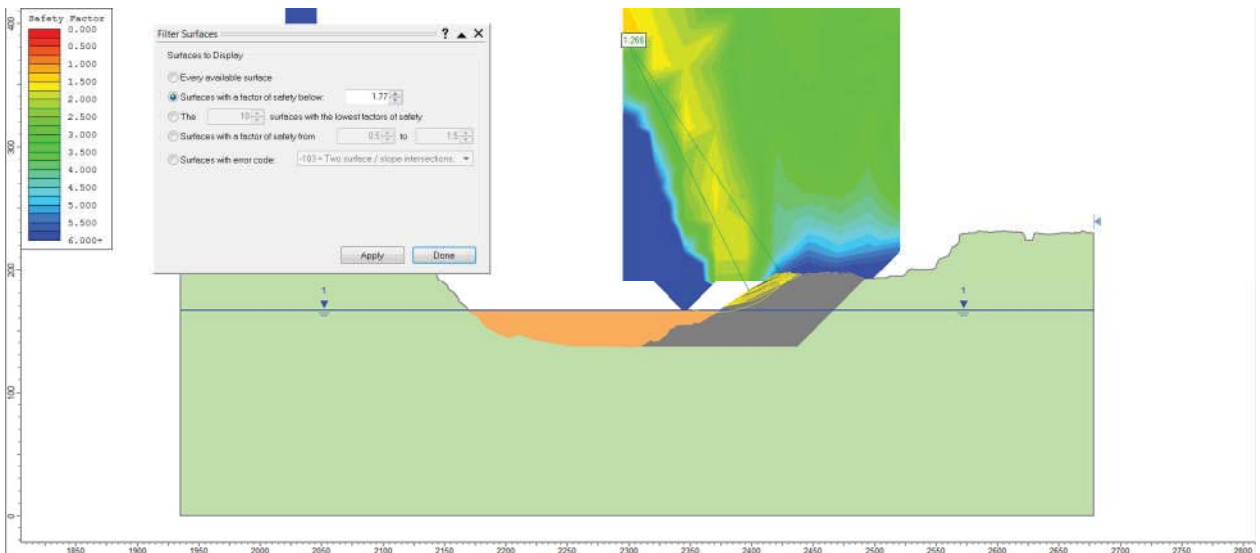 Safety Factor
0.000
0.500
1.000
1.500
2.000
2.500
3.000
3.500
4.000
4.500
5.000
5.500
6.000+
Filter Surfaces
? ▲ X
Surfaces to Display
Every available surface
Surfaces with a factor of safety below: 1.77
The 10 surfaces with the lowest factors of safety
Surfaces with a factor of safety from 0.5 to 1.5
Surfaces with error code: -103 = Two surface / slope intersections.
Apply Done
1.268
400
300
200
100
0
1
1
1850 1900 1950 2000 2050 2100 2150 2200 2250 2300 2350 2400 2450 2500 2550 2600 2650 2700 2750 2800